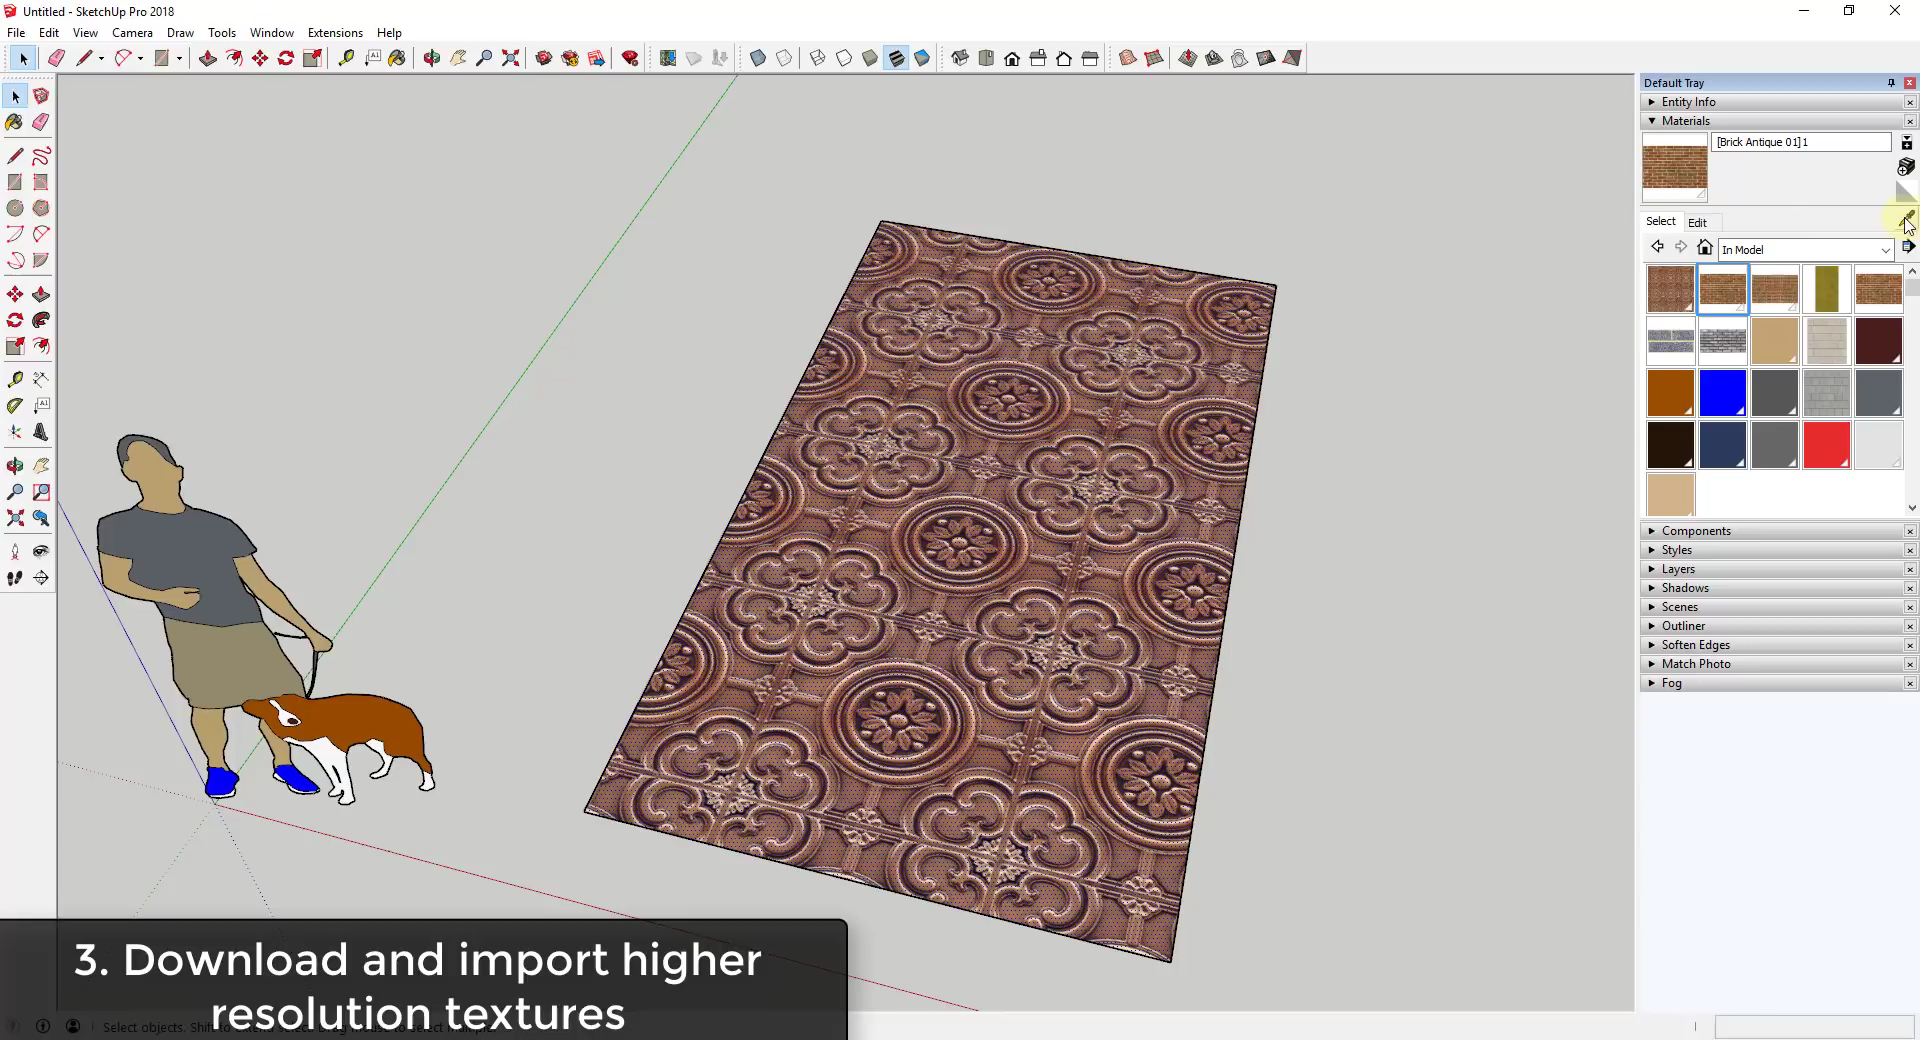 Untitled - SketchUp Pro 2018
File Edit View Camera Draw Tools Window Extensions Help
Default Tray
Entity Info
Materials
[Brick Antique 01]1
Select Edit
In Model
Components
Styles
Layers
Shadows
Scenes
Outliner
Soften Edges
Match Photo
Fog
3. Download and import higher
resolution textures
Select objects.